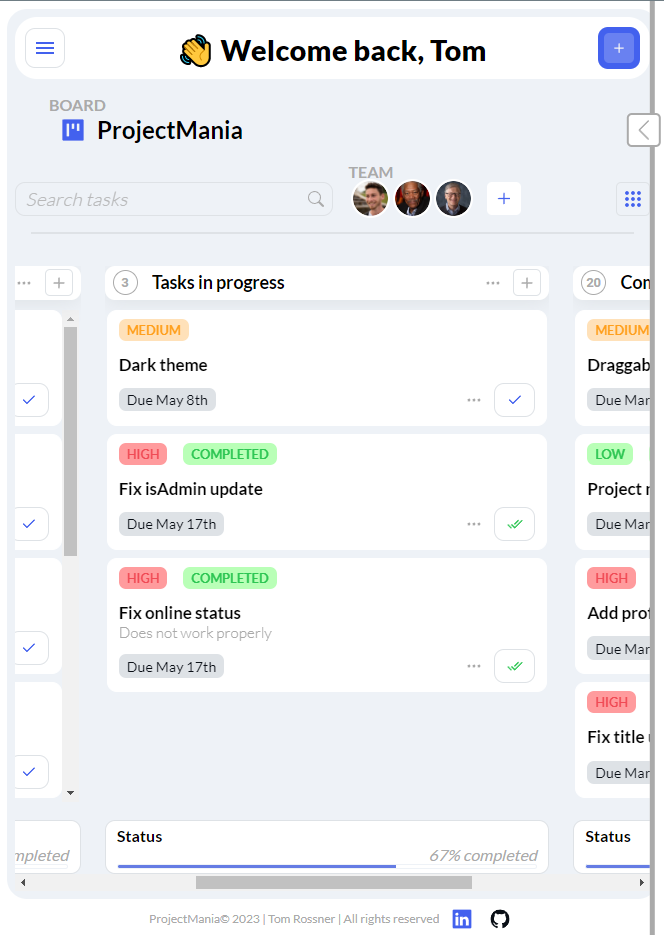 👋 Welcome back, Tom
BOARD
ProjectMania
TEAM
Search tasks
3 Tasks in progress
MEDIUM
Dark theme
Due May 8th
HIGH COMPLETED
Fix isAdmin update
Due May 17th
HIGH COMPLETED
Fix online status
Does not work properly
Due May 17th
Status
67% completed
20 Com
MEDIUM
Draggab
Due Mar
LOW
Project
Due Mar
HIGH
Add prof
Due Mar
HIGH
Fix title
Due Mar
Status
mpleted
ProjectMania© 2023 | Tom Rossner | All rights reserved